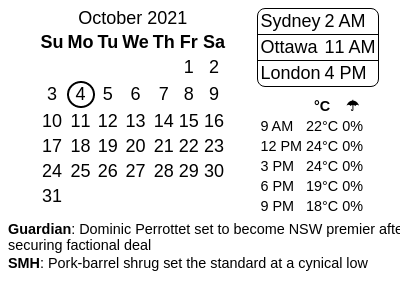 October 2021
Su Mo Tu We Th Fr Sa
1 2
3 4 5 6 7 8 9
10 11 12 13 14 15 16
17 18 19 20 21 22 23
24 25 26 27 28 29 30
31
Sydney 2 AM
Ottawa 11 AM
London 4 PM
°C ☂
9 AM 22°C 0%
12 PM 24°C 0%
3 PM 24°C 0%
6 PM 19°C 0%
9 PM 18°C 0%
Guardian: Dominic Perrottet set to become NSW premier afte
securing factional deal
SMH: Pork-barrel shrug set the standard at a cynical low